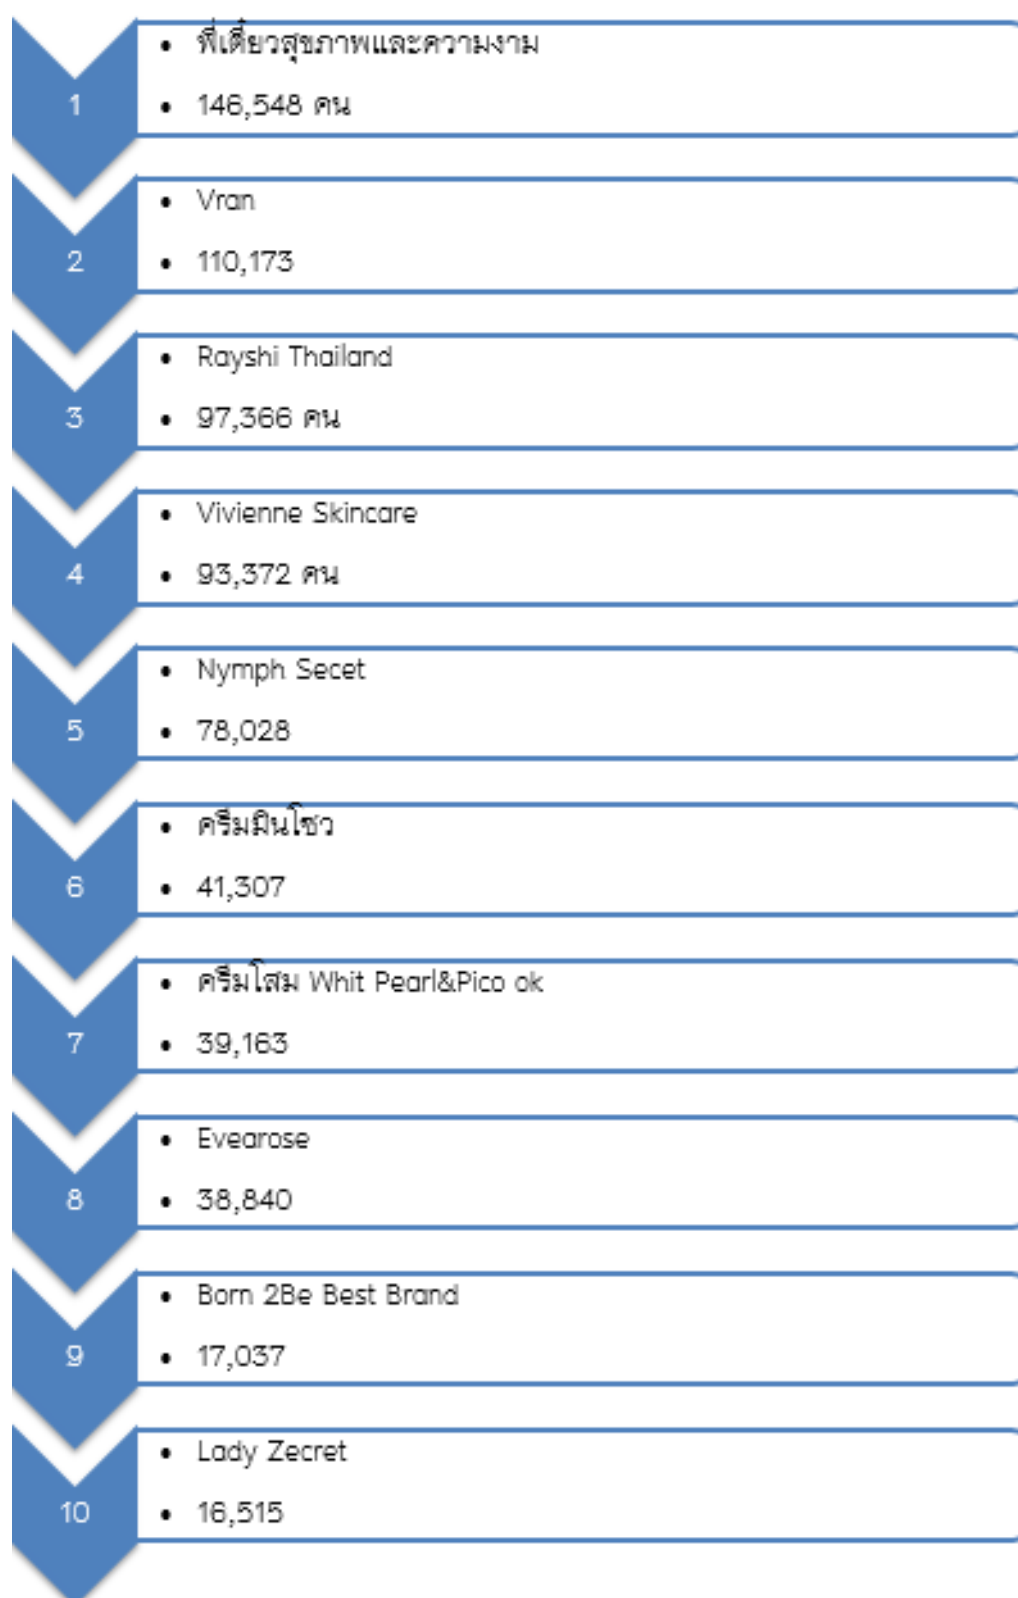 1
พี่เตี๋ยวสุขภาพและความงาม
146,548 คน
2
Vran
110,173
3
Rayshi Thailand
97,366 คน
4
Vivienne Skincare
93,372 คน
5
Nymph Secet
78,028
6
ครีมมินโซว
41,307
7
ครีมโสม Whit Pearl&Pico ok
39,163
8
Evearose
38,840
9
Born 2Be Best Brand
17,037
10
Lady Zecret
16,515